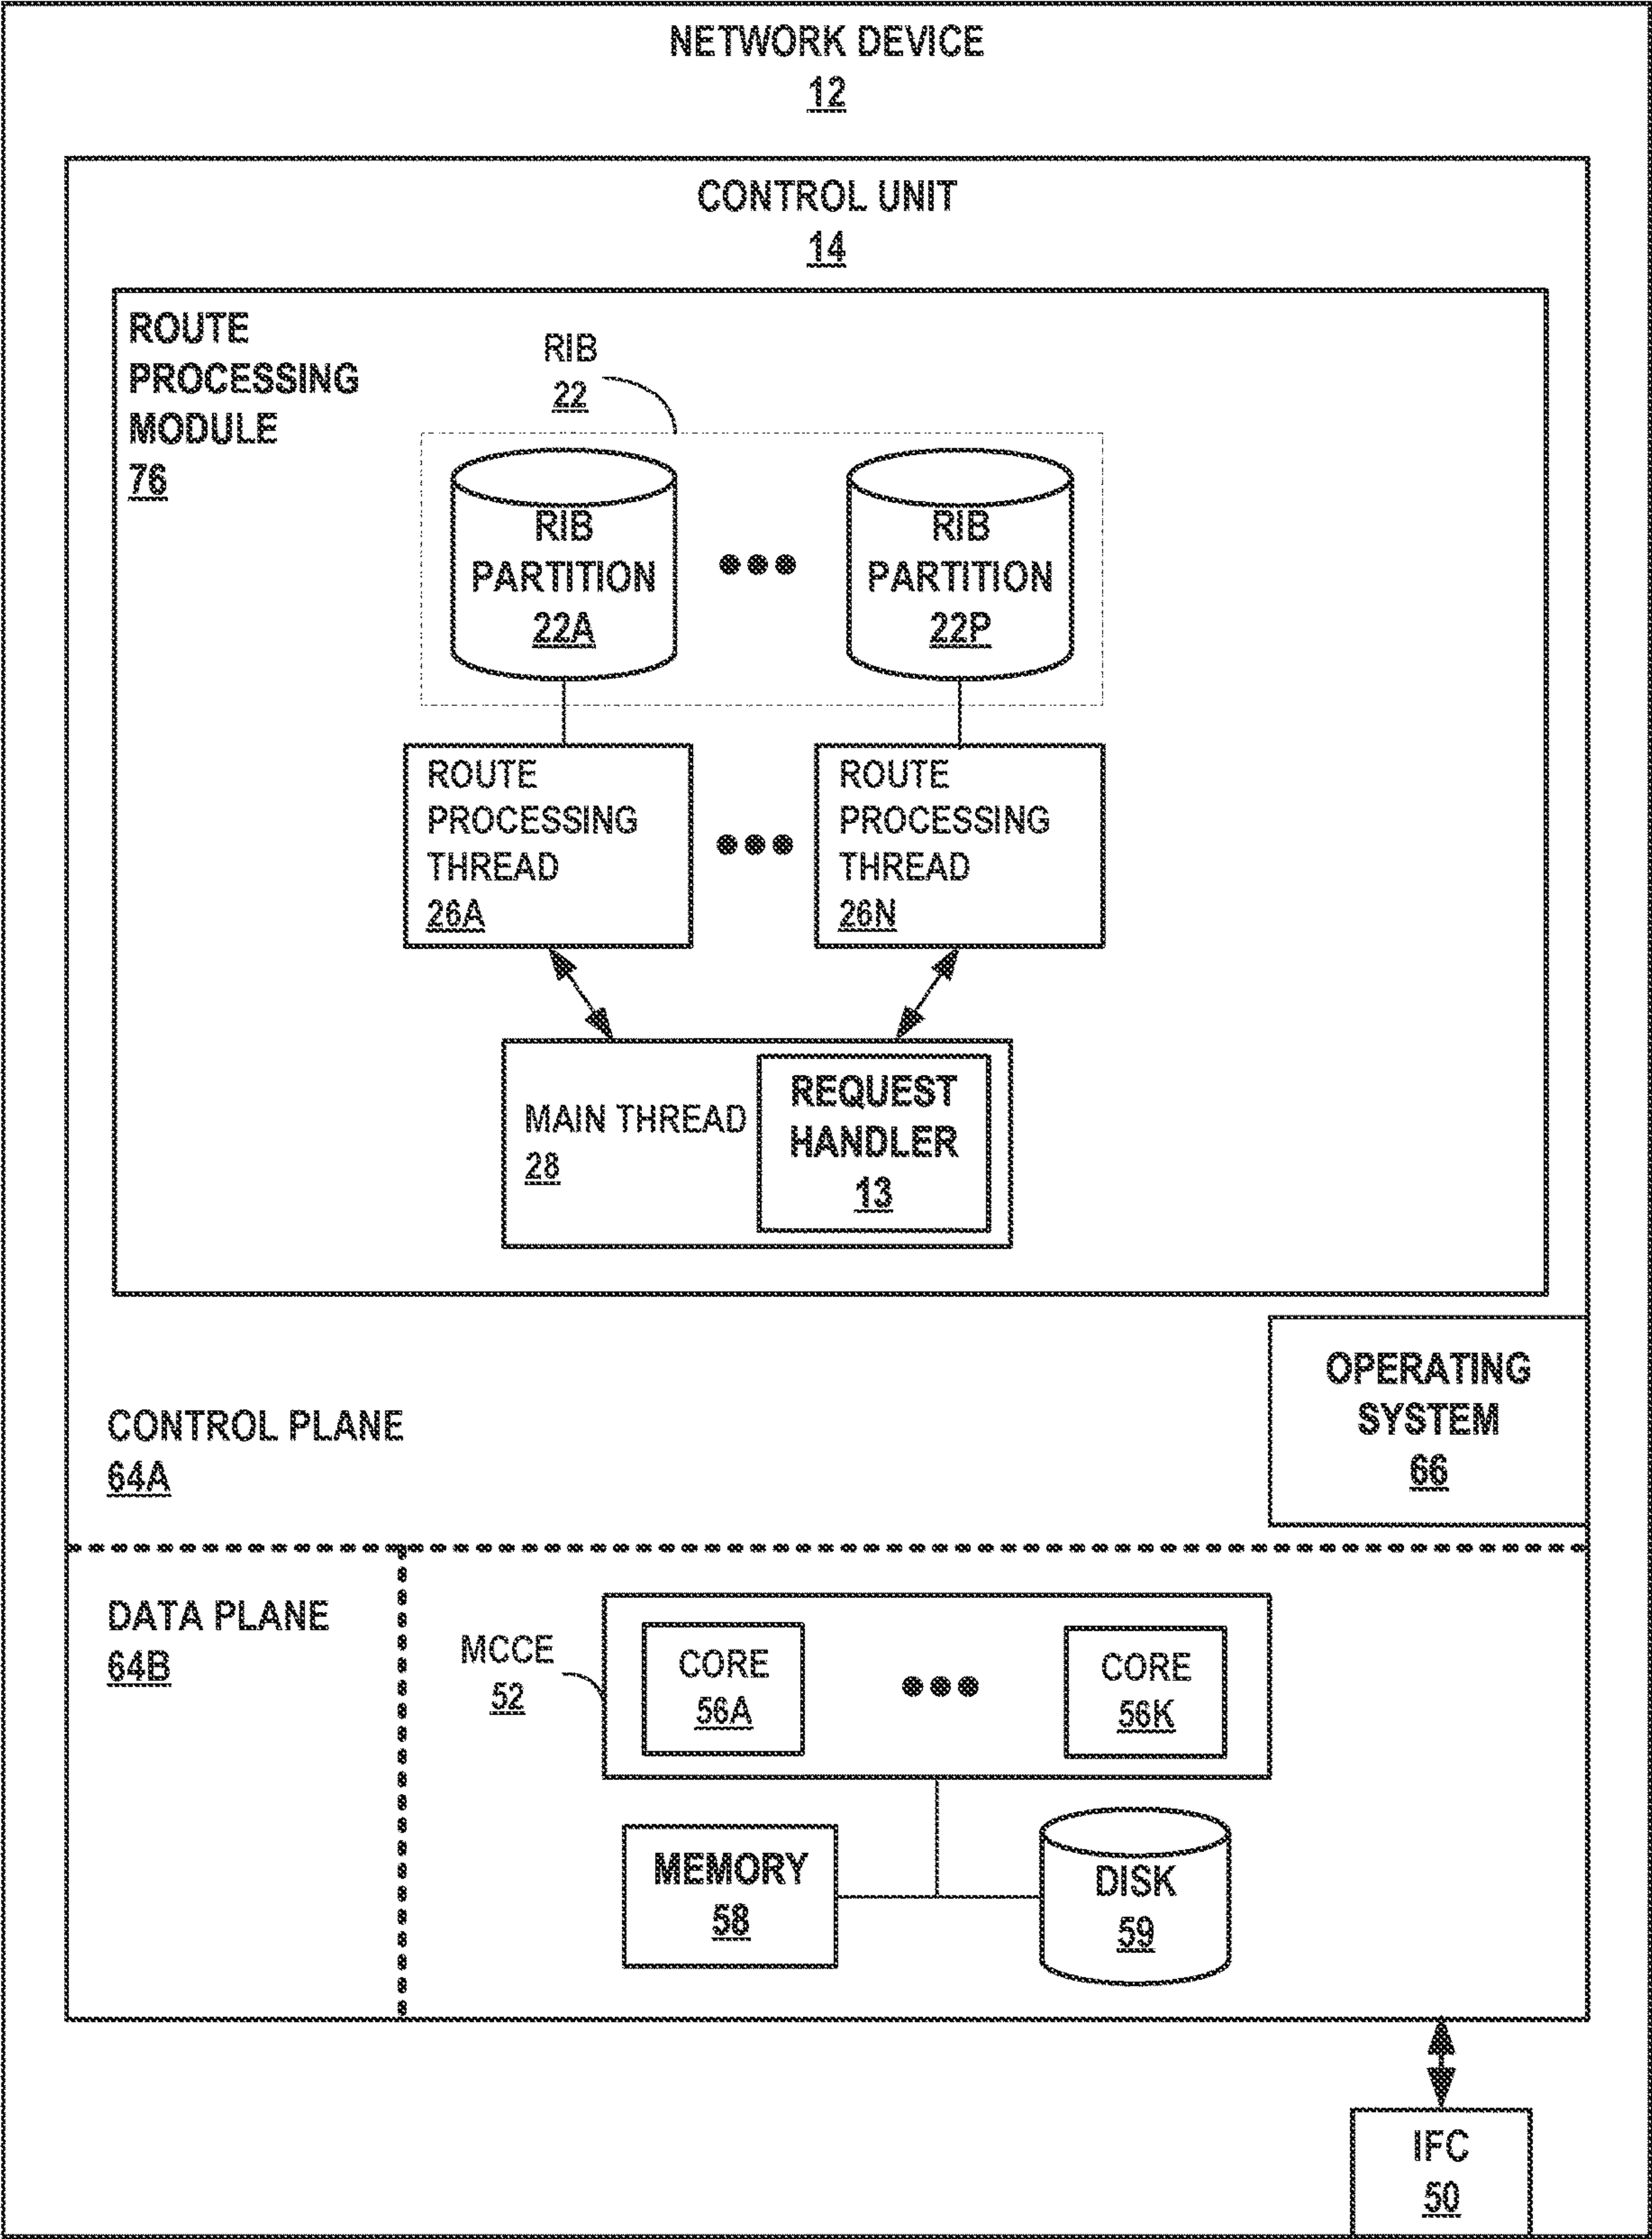 NETWORK DEVICE
12
CONTROL UNIT
14
ROUTE
PROCESSING
MODULE
76
RIB
22
RIB
PARTITION
22A
RIB
PARTITION
22P
ROUTE
PROCESSING
THREAD
26A
ROUTE
PROCESSING
THREAD
26N
MAIN THREAD
28
REQUEST
HANDLER
13
OPERATING
SYSTEM
66
CONTROL PLANE
64A
DATA PLANE
64B
MCCE
52
CORE
56A
CORE
56K
MEMORY
58
DISK
59
IFC
50